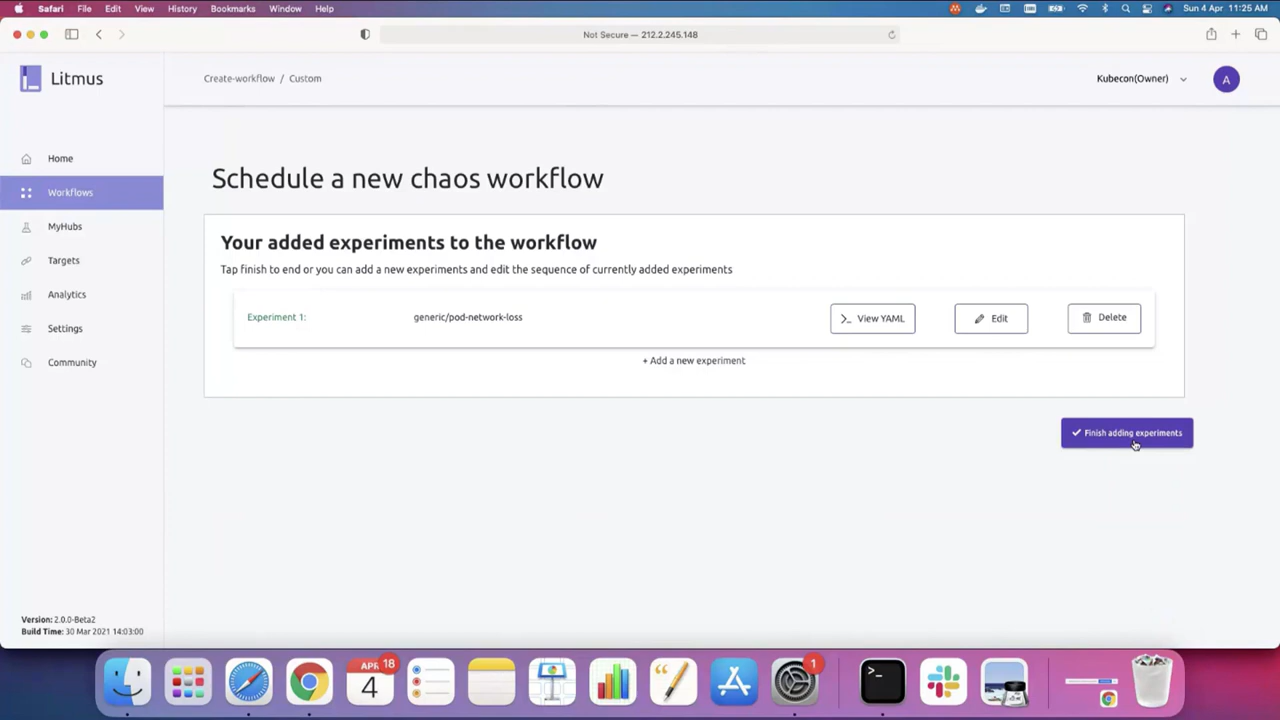 Safari File Edit View History Bookmarks Window Help
Sun 4 Apr 11:25 AM
Not Secure — 212.2.245.148
Litmus
Create-workflow / Custom
Kubecon(Owner)
A
Home
Workflows
MyHubs
Targets
Analytics
Settings
Community
Schedule a new chaos workflow
Your added experiments to the workflow
Tap finish to end or you can add a new experiments and edit the sequence of currently added experiments
Experiment 1: generic/pod-network-loss >_ View YAML Edit Delete
+ Add a new experiment
Finish adding experiments
Version: 2.0.0-Beta2
Build Time: 30 Mar 2021 14:03:00
APR 18
4
1